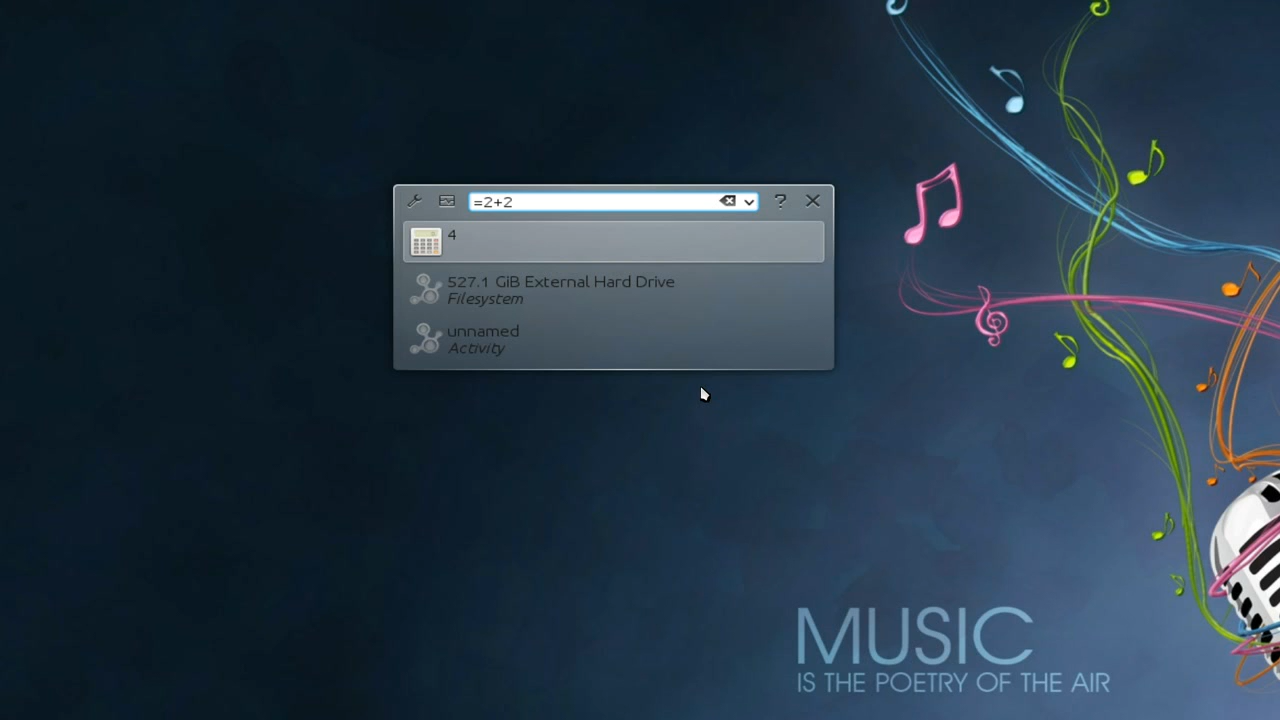 =2+2
?
4
527.1 GiB External Hard Drive
Filesystem
unnamed
Activity
MUSIC
IS THE POETRY OF THE AIR